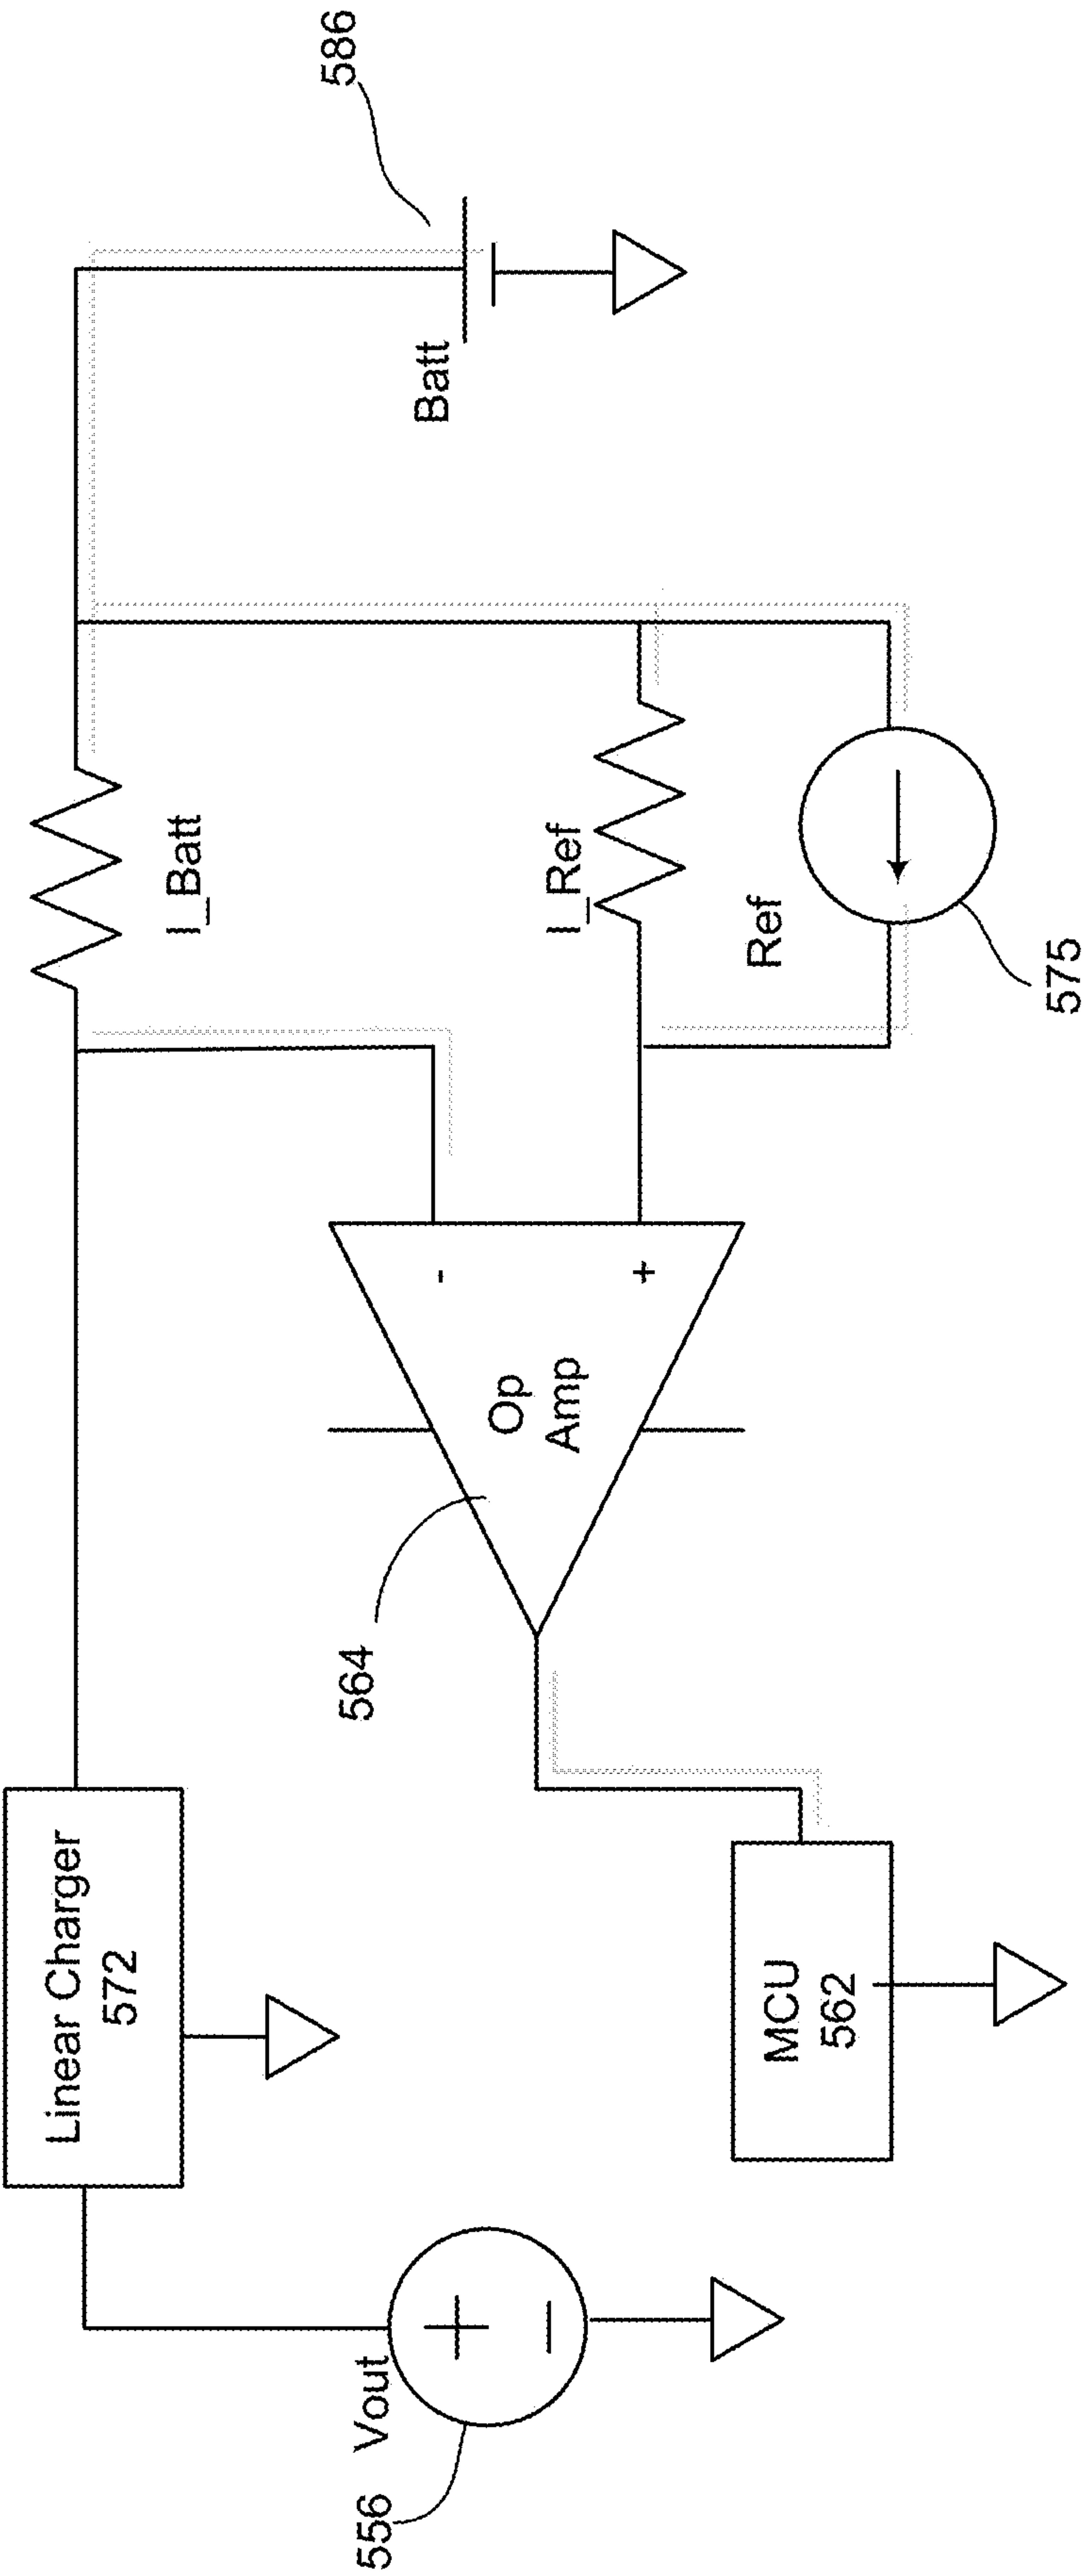 556
Vout
+
−
Linear Charger
572
MCU
562
564
Op
Amp
-
+
I_Batt
I_Ref
Ref
575
Batt
586